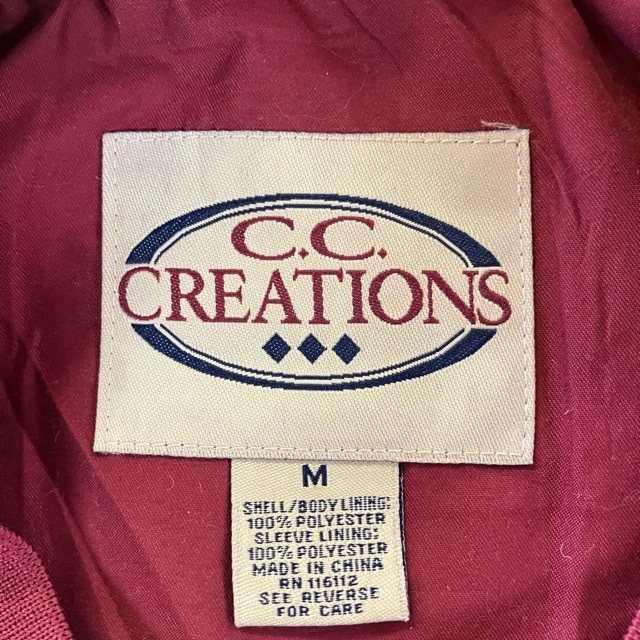 C.C.
CREATIONS
M
SHELL/BODY LINING:
100% POLYESTER
SLEEVE LINING:
100% POLYESTER
MADE IN CHINA
RN 116112
SEE REVERSE
FOR CARE